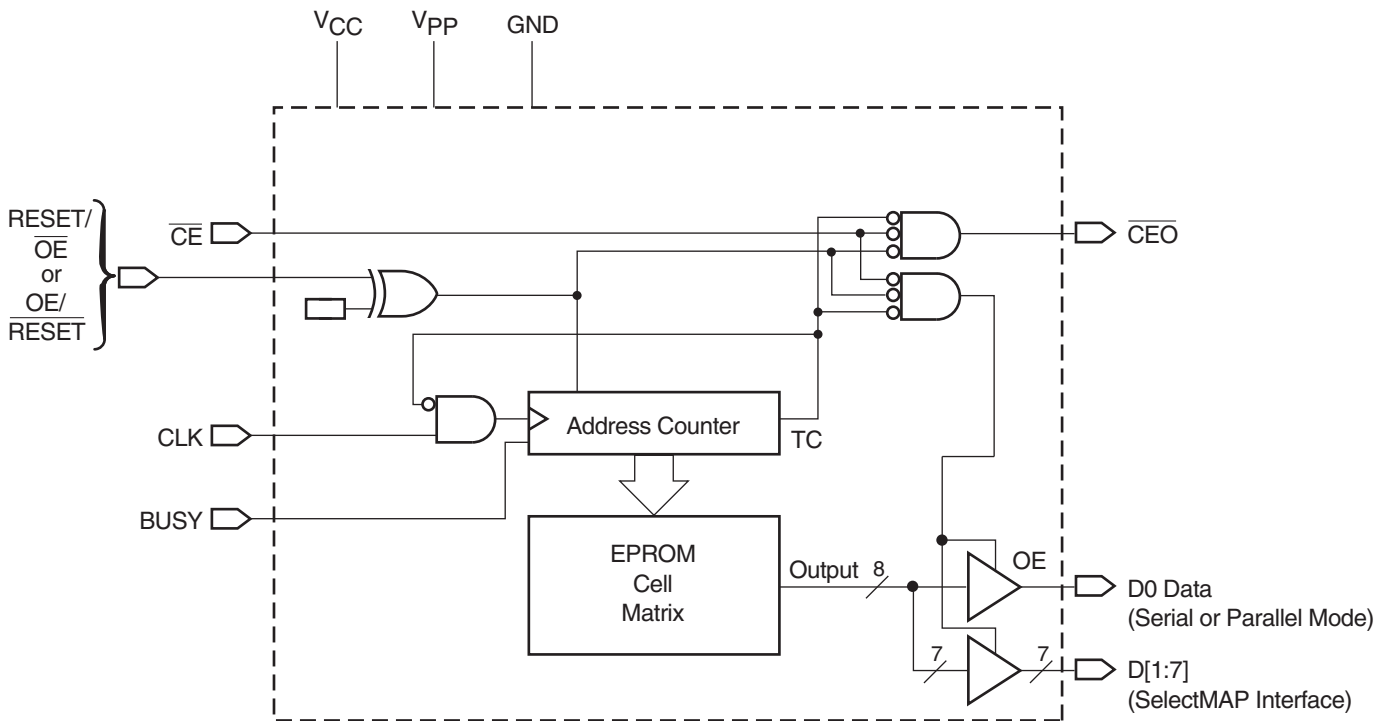 VCC
VPP
GND
RESET/
OE
or
OE/
RESET
CE
CEO
CLK
Address Counter
TC
BUSY
EPROM
Cell
Matrix
Output
8
OE
D0 Data
(Serial or Parallel Mode)
7
7
D[1:7]
(SelectMAP Interface)